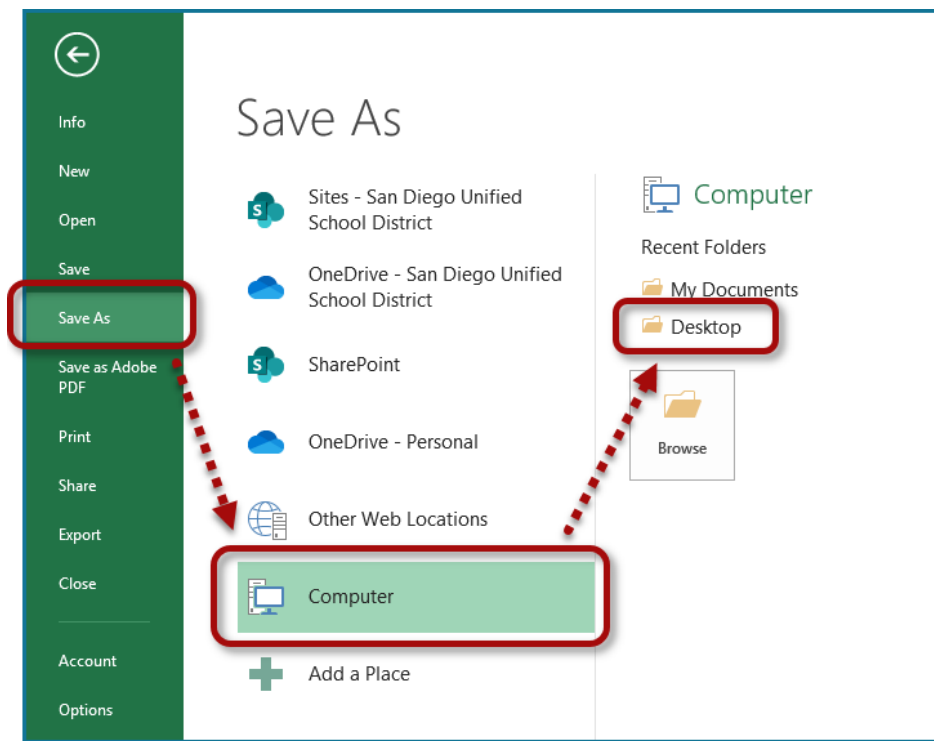 Info
New
Open
Save
Save As
Save as Adobe
PDF
Print
Share
Export
Close
Account
Options
Save As
Sites - San Diego Unified
School District
OneDrive - San Diego Unified
School District
SharePoint
OneDrive - Personal
Other Web Locations
Computer
Add a Place
Computer
Recent Folders
My Documents
Desktop
Browse